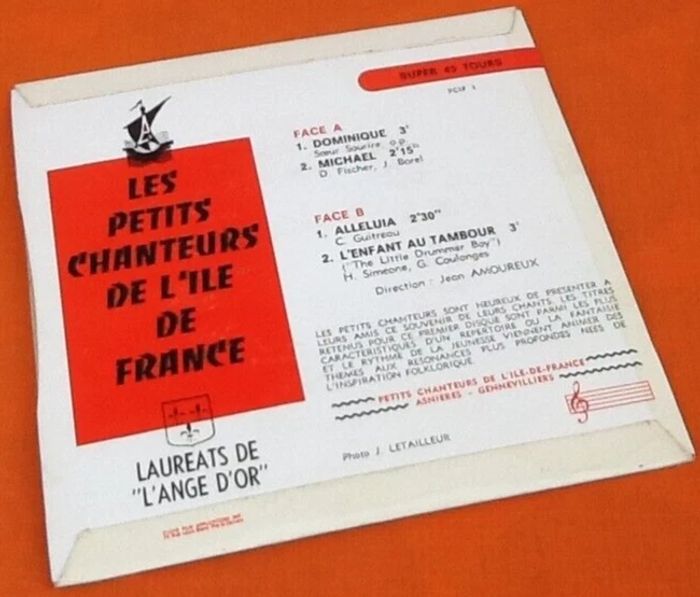 SUPER 45 TOURS
PCIF 1
A
LES
PETITS
CHANTEURS
DE L'ILE
DE
FRANCE
LAUREATS DE
"L'ANGE D'OR"
FACE A
1. DOMINIQUE 3'
Sœur Sourire o.p.
2. MICHAEL 2'15"
D. Fischer, J. Borel
FACE B
1. ALLELUIA 2'30"
C. Guitreau
2. L'ENFANT AU TAMBOUR 3'
("The Little Drummer Boy")
H. Simeone, G. Coulonges
Direction : Jean AMOUREUX
LES PETITS CHANTEURS SONT HEUREUX DE PRESENTER A
LEURS AMIS CE SOUVENIR DE LEURS CHANTS. LES TITRES
RETENUS POUR CE PREMIER DISQUE SONT PARMI LES PLUS
CARACTERISTIQUES D'UN REPERTOIRE OU LA FANTAISIE
ET LE RYTHME DE LA JEUNESSE VIENNENT ANIMER DES
THEMES AUX RESONANCES PLUS PROFONDES NEES DE
L'INSPIRATION FOLKLORIQUE.
PETITS CHANTEURS DE L'ILE-DE-FRANCE
ASNIERES - GENNEVILLIERS
Photo J. LETAILLEUR